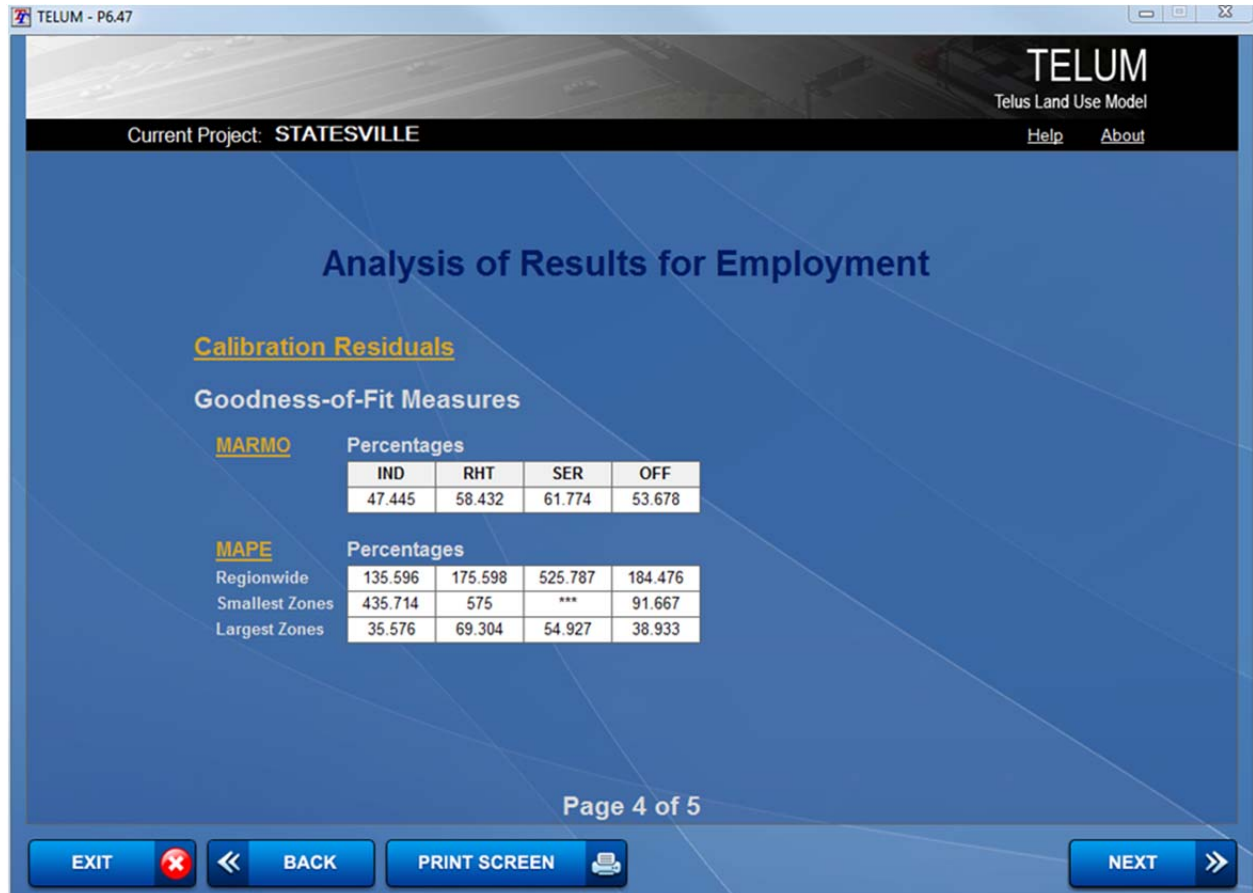 TELUM - P6.47
TELUM
Telus Land Use Model
Current Project: STATESVILLE
Help About
Analysis of Results for Employment
Calibration Residuals
Goodness-of-Fit Measures
MARMO Percentages
IND RHT SER OFF
47.445 58.432 61.774 53.678
MAPE Percentages
Regionwide 135.596 175.598 525.787 184.476
Smallest Zones 435.714 575 *** 91.667
Largest Zones 35.576 69.304 54.927 38.933
Page 4 of 5
EXIT BACK PRINT SCREEN NEXT